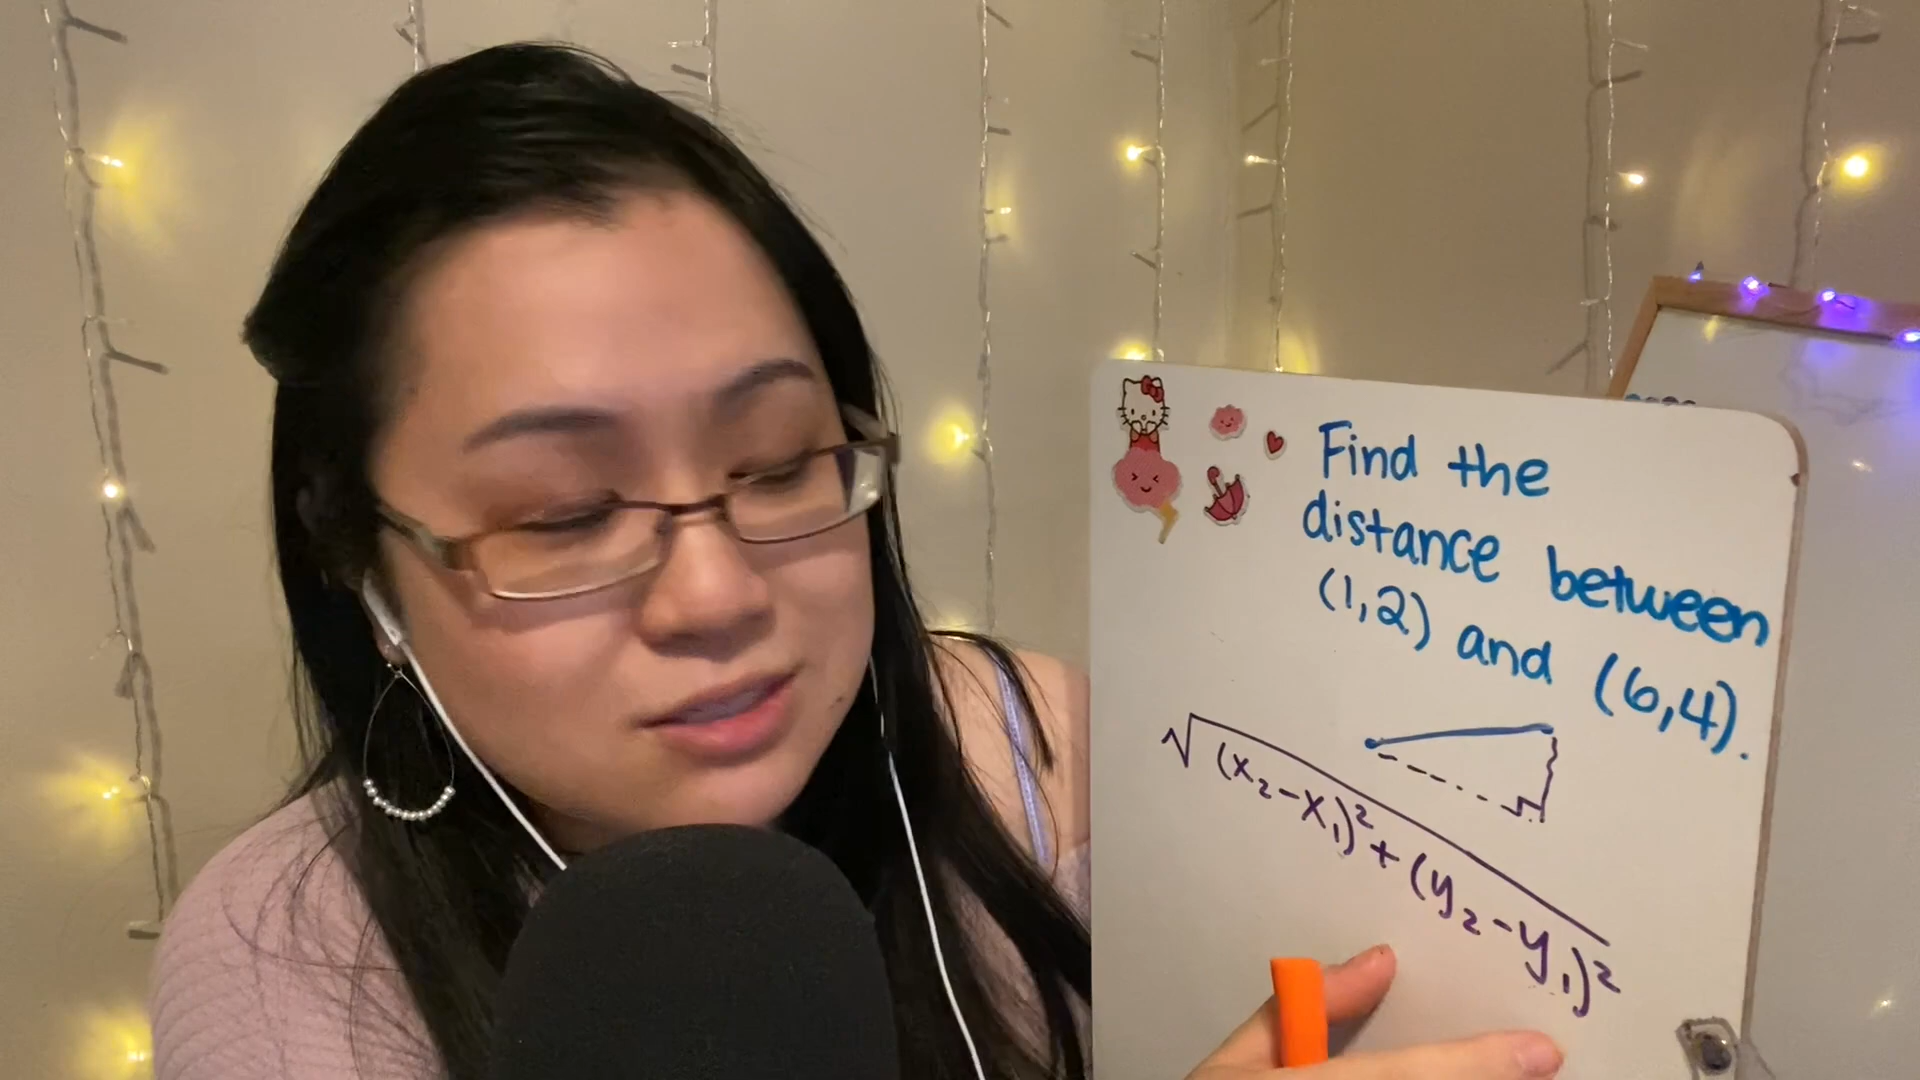 Find the
distance between
(1,2) and (6,4).
√(x₂-x₁)²+(y₂-y₁)²